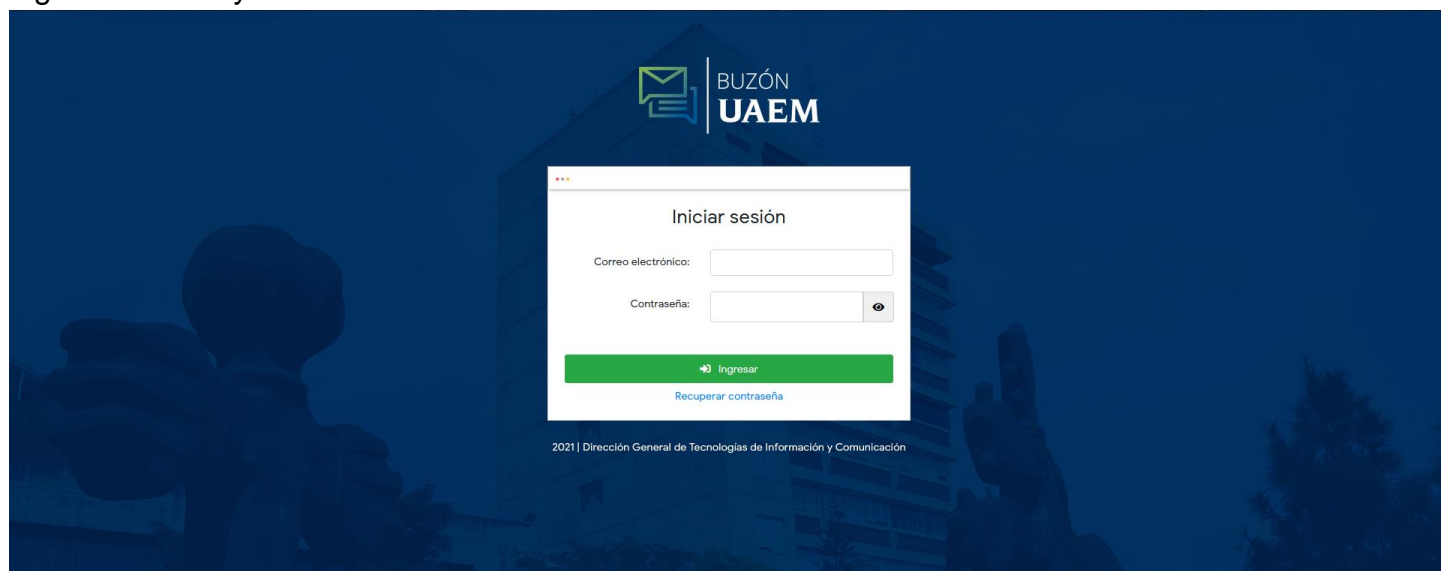 BUZÓN
UAEM
Iniciar sesión
Correo electrónico:
Contraseña:
Ingresar
Recuperar contraseña
2021 | Dirección General de Tecnologías de Información y Comunicación